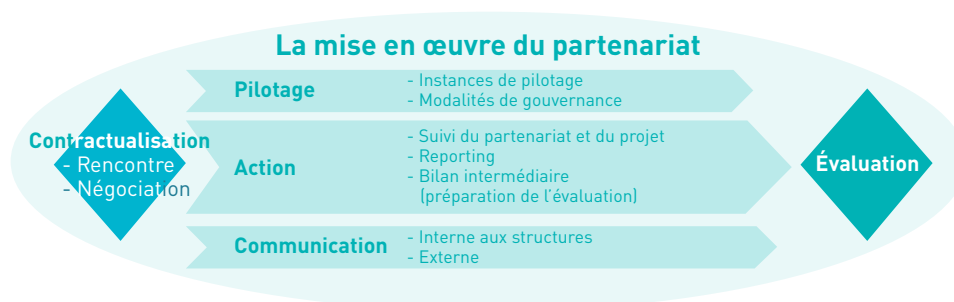 La mise en œuvre du partenariat
Contractualisation
- Rencontre
- Négociation
Pilotage
- Instances de pilotage
- Modalités de gouvernance
Action
- Suivi du partenariat et du projet
- Reporting
- Bilan intermédiaire
(préparation de l'évaluation)
Communication
- Interne aux structures
- Externe
Évaluation